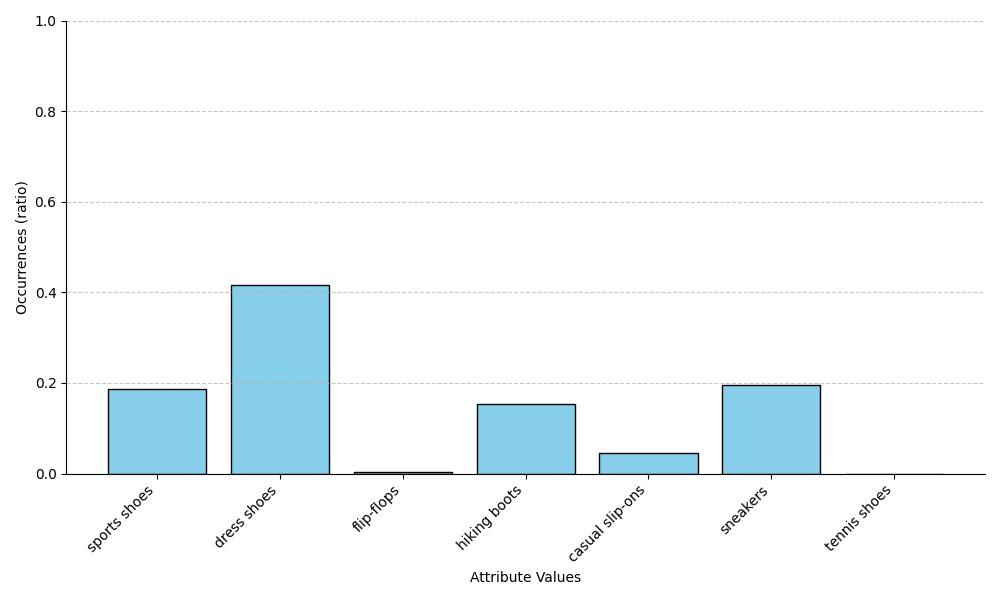 1.0
0.8
0.6
0.4
0.2
0.0
Occurrences (ratio)
sports shoes
dress shoes
flip-flops
hiking boots
casual slip-ons
sneakers
tennis shoes
Attribute Values